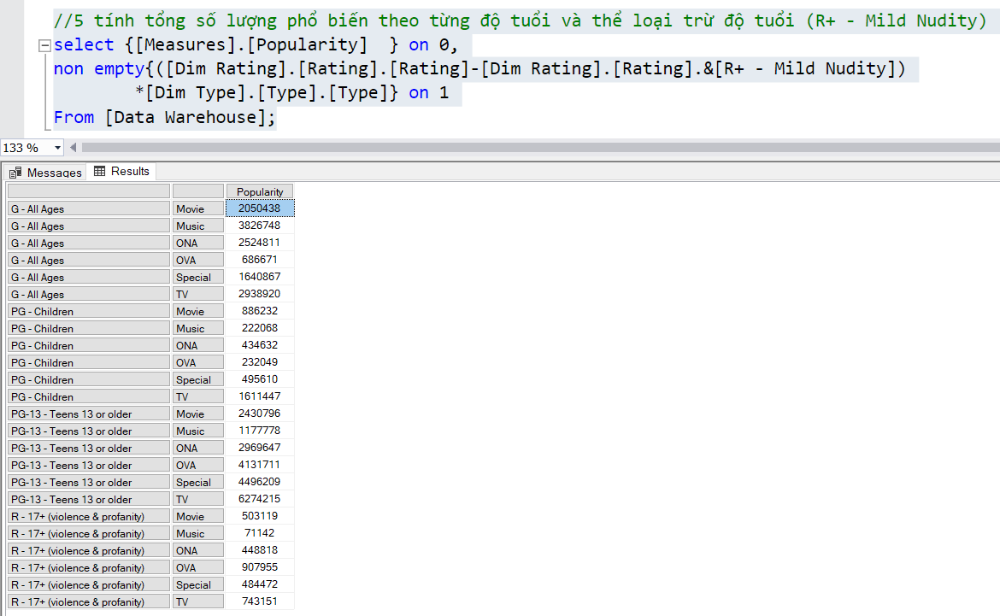 //5 tính tổng số lượng phổ biến theo từng độ tuổi và thể loại trừ độ tuổi (R+ - Mild Nudity)
select {[Measures].[Popularity]  } on 0,
non empty{([Dim Rating].[Rating].[Rating]-[Dim Rating].[Rating].&[R+ - Mild Nudity])
*[Dim Type].[Type].[Type]} on 1
From [Data Warehouse];
133 %
Messages Results
Popularity
G - All Ages Movie 2050438
G - All Ages Music 3826748
G - All Ages ONA 2524811
G - All Ages OVA 686671
G - All Ages Special 1640867
G - All Ages TV 2938920
PG - Children Movie 886232
PG - Children Music 222068
PG - Children ONA 434632
PG - Children OVA 232049
PG - Children Special 495610
PG - Children TV 1611447
PG-13 - Teens 13 or older Movie 2430796
PG-13 - Teens 13 or older Music 1177778
PG-13 - Teens 13 or older ONA 2969647
PG-13 - Teens 13 or older OVA 4131711
PG-13 - Teens 13 or older Special 4496209
PG-13 - Teens 13 or older TV 6274215
R - 17+ (violence & profanity) Movie 503119
R - 17+ (violence & profanity) Music 71142
R - 17+ (violence & profanity) ONA 448818
R - 17+ (violence & profanity) OVA 907955
R - 17+ (violence & profanity) Special 484472
R - 17+ (violence & profanity) TV 743151